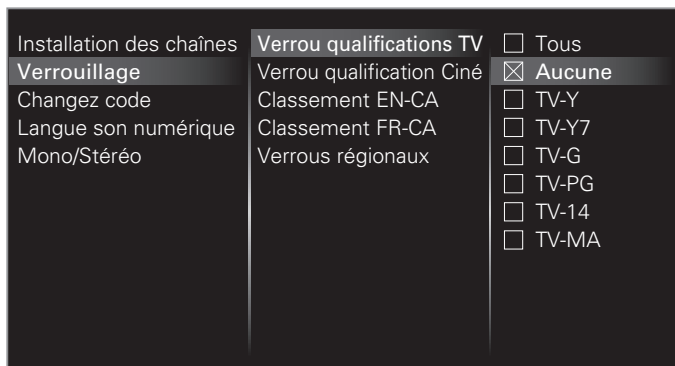 Installation des chaînes
Verrouillage
Changez code
Langue son numérique
Mono/Stéréo
Verrou qualifications TV
Verrou qualification Ciné
Classement EN-CA
Classement FR-CA
Verrous régionaux
Tous
Aucune
TV-Y
TV-Y7
TV-G
TV-PG
TV-14
TV-MA